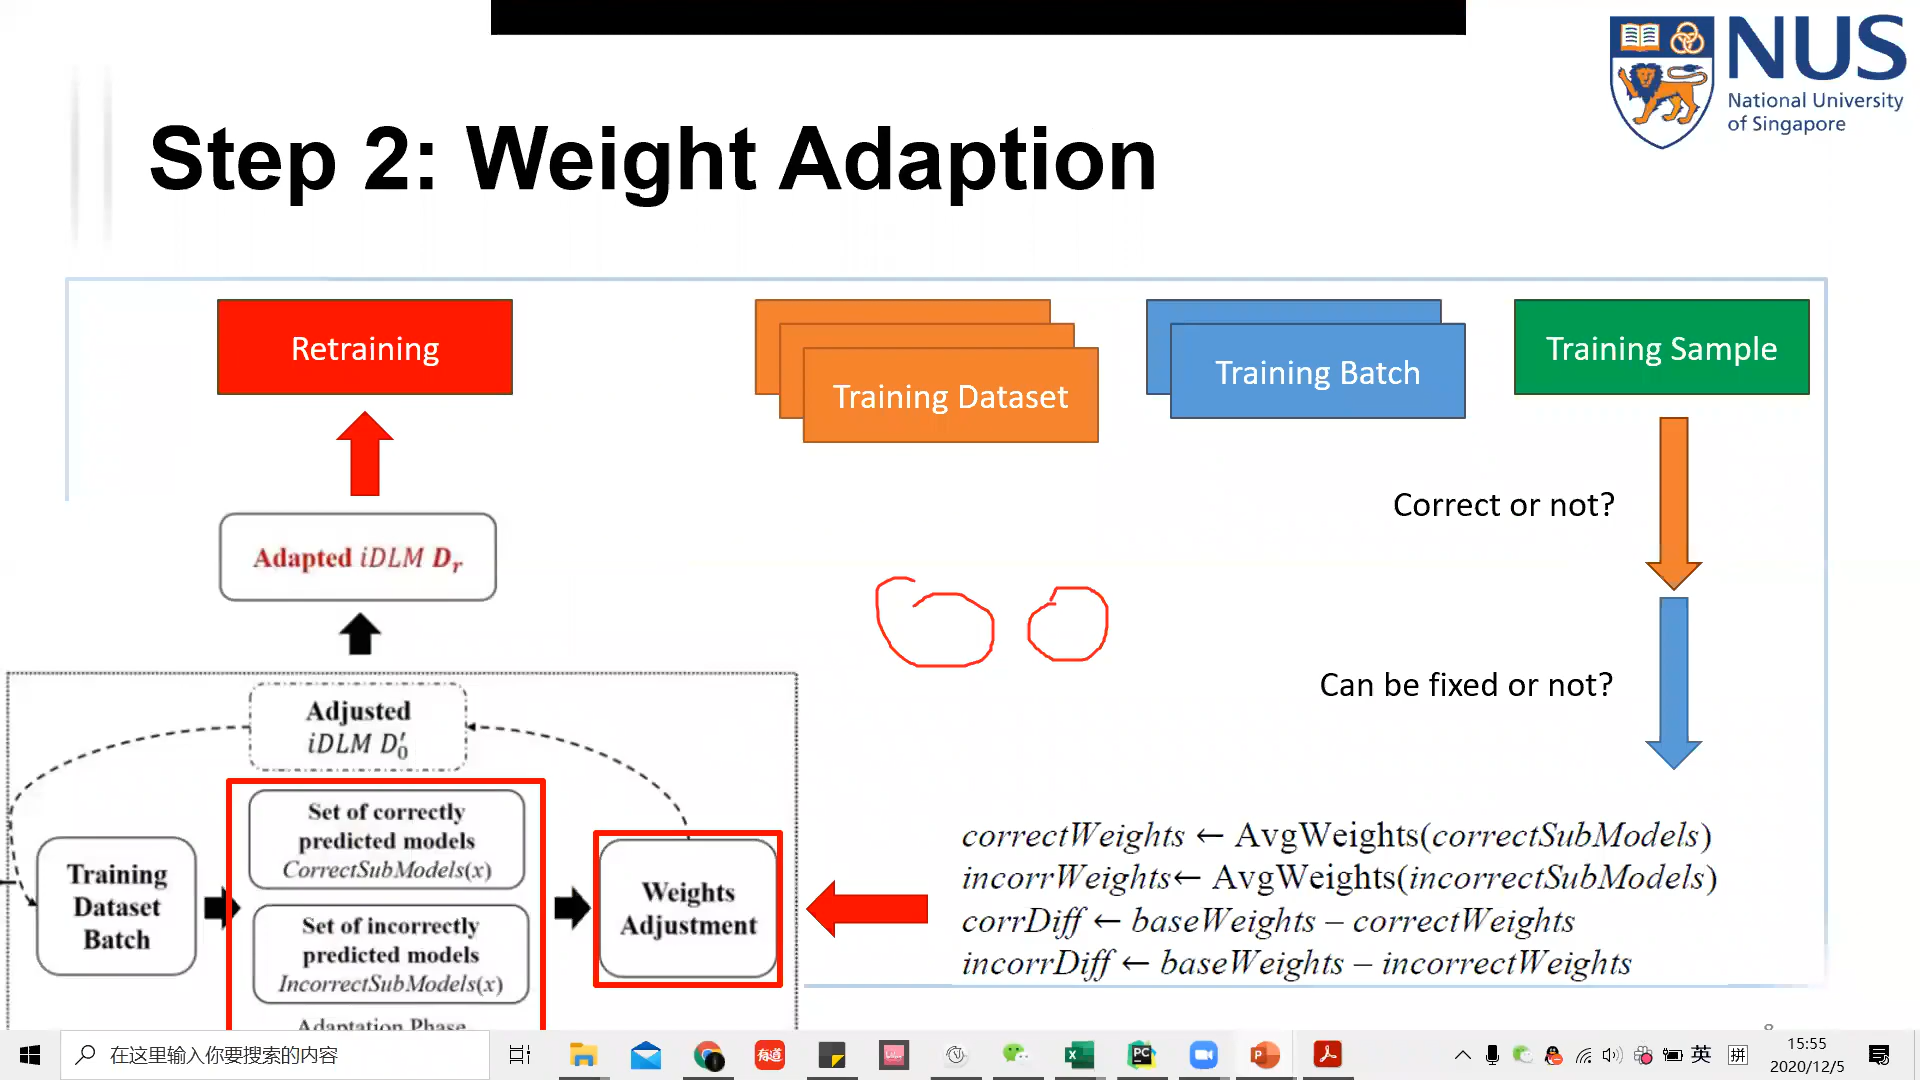 NUS
National University
of Singapore
Step 2: Weight Adaption
Retraining
Training Dataset
Training Batch
Training Sample
Correct or not?
Can be fixed or not?
Adapted iDLM Dᵣ
Adjusted
iDLM D₀′
Set of correctly
predicted models
CorrectSubModels(x)
Training
Dataset
Batch
Set of incorrectly
predicted models
IncorrectSubModels(x)
Weights
Adjustment
Adaptation Phase
correctWeights ← AvgWeights(correctSubModels)
incorrWeights← AvgWeights(incorrectSubModels)
corrDiff ← baseWeights − correctWeights
incorrDiff ← baseWeights − incorrectWeights
在这里输入你要搜索的内容
有道
英
拼
15:55
2020/12/5